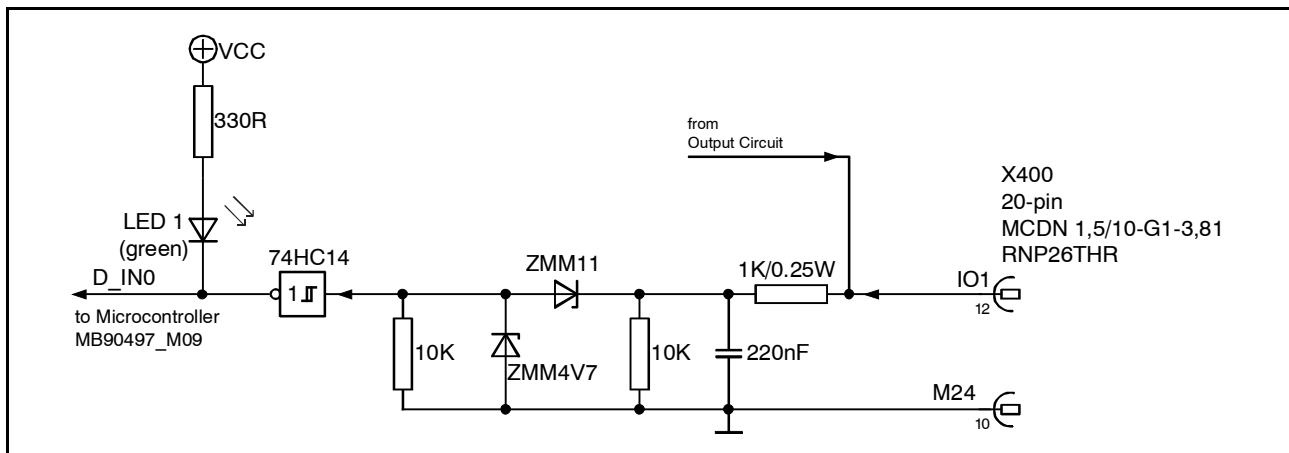 VCC
330R
from
Output Circuit
X400
20-pin
MCDN 1,5/10-G1-3,81
RNP26THR
LED 1
(green)
74HC14
ZMM11
1K/0.25W
D_IN0
1
IO1
12
to Microcontroller
MB90497_M09
10K
ZMM4V7
10K
220nF
M24
10